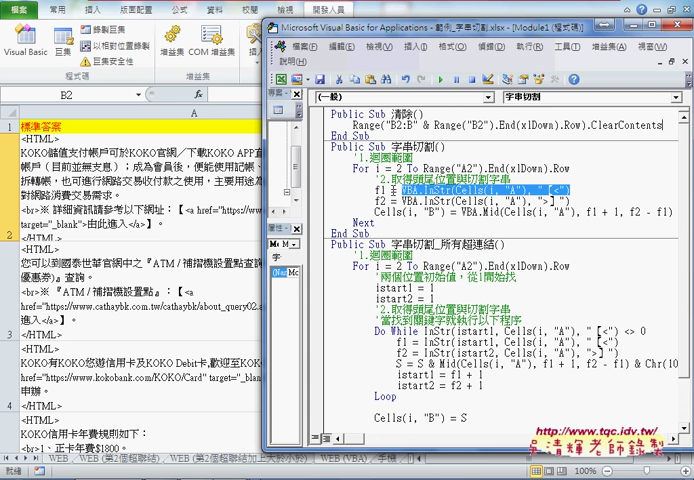 檔案 常用 插入 版面配置 公式 資料 校閱 檢視 開發人員
Visual Basic 巨集 錄製巨集 以相對位置錄製 巨集安全性 增益集 COM 增益集 插入
程式碼 增益集
B2 fx
A
1 標準答案
<HTML>
KOKO儲值支付帳戶可於KOKO官網／下載KOKO APP直
帳戶（目前並無支息）；成為會員後，便能使用記帳、
拆轉帳，也可進行網路交易收付款之使用，主要用途為
對網路消費交易需求。
<br>※ 詳細資訊請參考以下網址：【<a href="https://ww
target="_blank">由此進入</a>】。
2 </HTML>
<HTML>
您可以到國泰世華官網中之『ATM / 補摺機設置點查詢
優惠券)』查詢。
<br>※『ATM / 補摺機設置點』：【<a
href="https://www.cathaybk.com.tw/cathaybk/about_query02.a
進入</a>】。
3 </HTML>
<HTML>
KOKO有KOKO悠遊信用卡及KOKO Debit卡,歡迎至KOK
href="https://www.kokobank.com/KOKO/Card" target="_blank
申辦。
4 </HTML>
<HTML>
KOKO信用卡年費規則如下：
<br>1、正卡年費$1800。
WEB WEB (第2個超聯結) WEB (第2個超聯結加上大於小於) WEB (VBA) 手機
就緒
100%
Microsoft Visual Basic for Applications - 範例_字串切割.xlsx - [Module1 (程式碼)]
檔案(F) 編輯(E) 檢視(V) 插入(I) 格式(O) 偵錯(D) 執行(R) 工具(T) 增益集(A) 視窗(W)
說明(H)
(一般) 字串切割
Public Sub 清除()
Range("B2:B" & Range("B2").End(xlDown).Row).ClearContents
End Sub
Public Sub 字串切割()
'1.迴圈範圍
For i = 2 To Range("A2").End(xlDown).Row
'2.取得頭尾位置與切割字串
f1 = VBA.InStr(Cells(i, "A"), "【<")
f2 = VBA.InStr(Cells(i, "A"), ">】")
Cells(i, "B") = VBA.Mid(Cells(i, "A"), f1 + 1, f2 - f1)
Next
End Sub
Public Sub 字串切割_所有超連結()
'1.迴圈範圍
For i = 2 To Range("A2").End(xlDown).Row
'兩個位置初始值，從1開始找
istart1 = 1
istart2 = 1
'2.取得頭尾位置與切割字串
'當找到關鍵字就執行以下程序
Do While InStr(istart1, Cells(i, "A"), "【<") <> 0
f1 = InStr(istart1, Cells(i, "A"), "【<")
f2 = InStr(istart2, Cells(i, "A"), ">】")
S = S & Mid(Cells(i, "A"), f1 + 1, f2 - f1) & Chr(10
istart1 = f1 + 1
istart2 = f2 + 1
Loop
Cells(i, "B") = S
http://www.tqc.idv.tw/
吳清輝老師錄製